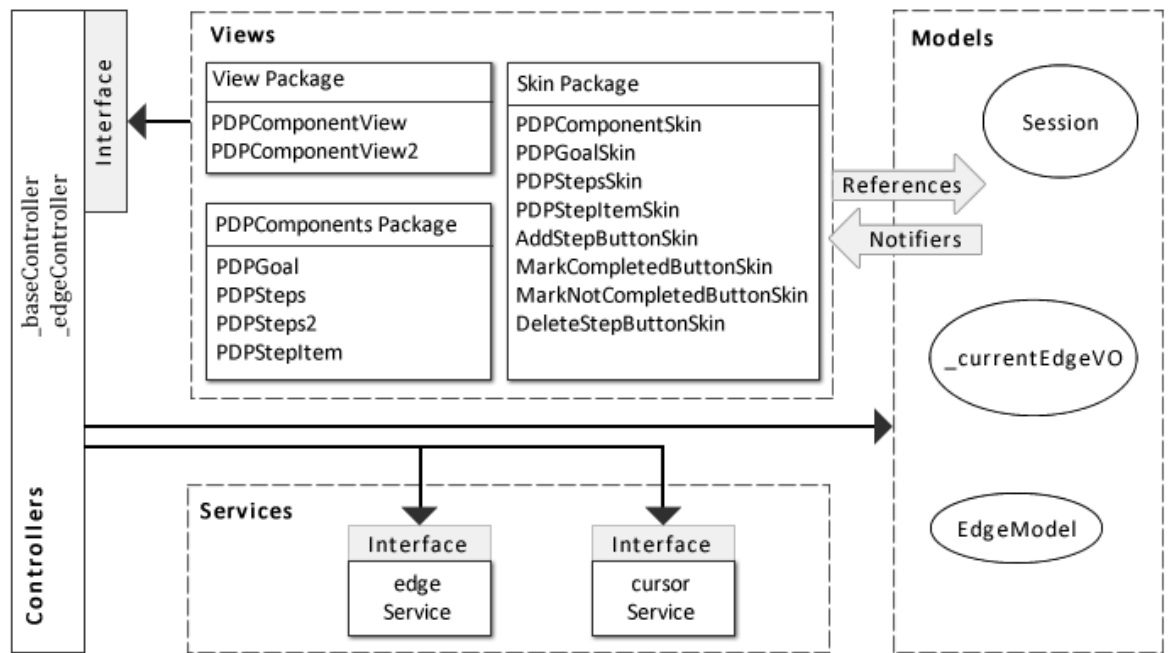 _baseController
_edgeController
Controllers
Interface
Views
View Package
PDPComponentView
PDPComponentView2
PDPComponents Package
PDPGoal
PDPSteps
PDPSteps2
PDPStepItem
Skin Package
PDPComponentSkin
PDPGoalSkin
PDPStepsSkin
PDPStepItemSkin
AddStepButtonSkin
MarkCompletedButtonSkin
MarkNotCompletedButtonSkin
DeleteStepButtonSkin
References
Notifiers
Models
Session
_currentEdgeVO
EdgeModel
Services
Interface
edge
Service
Interface
cursor
Service